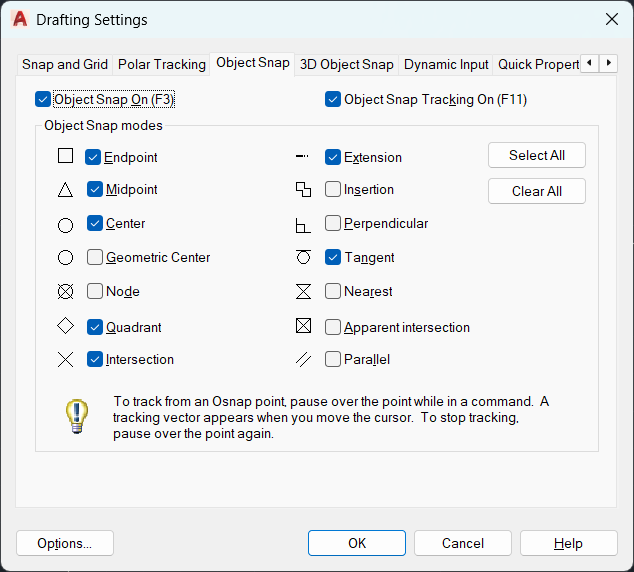 Drafting Settings
Snap and Grid
Polar Tracking
Object Snap
3D Object Snap
Dynamic Input
Quick Propert
Object Snap On (F3)
Object Snap Tracking On (F11)
Object Snap modes
Endpoint
Extension
Select All
Midpoint
Insertion
Clear All
Center
Perpendicular
Geometric Center
Tangent
Node
Nearest
Quadrant
Apparent intersection
Intersection
Parallel
To track from an Osnap point, pause over the point while in a command. A
tracking vector appears when you move the cursor. To stop tracking,
pause over the point again.
Options...
OK
Cancel
Help